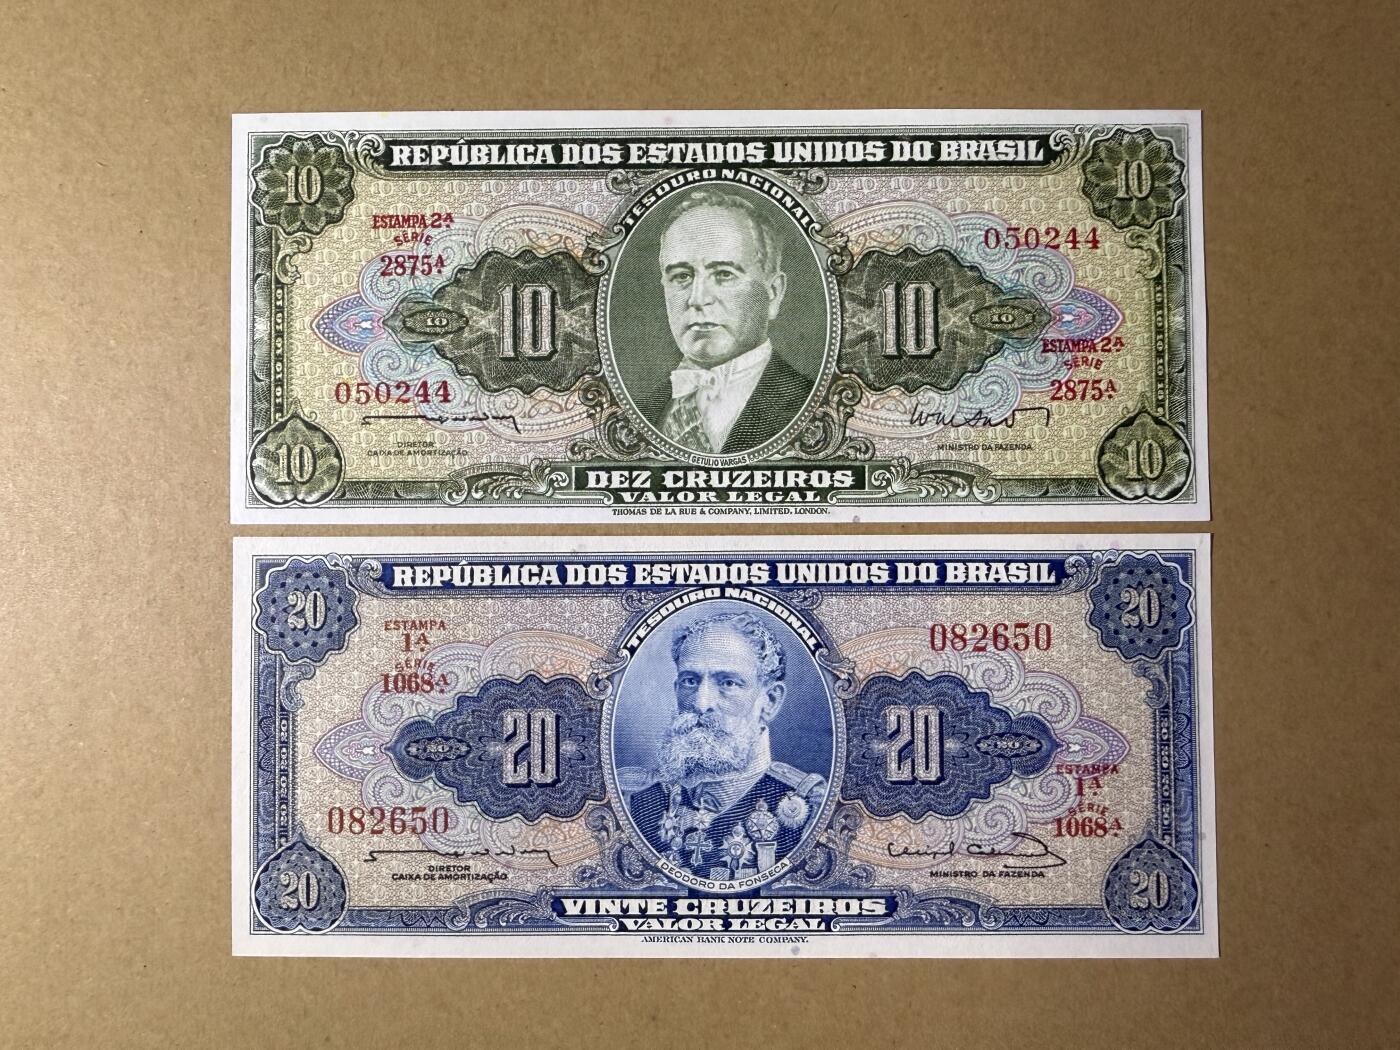 REPÚBLICA DOS ESTADOS UNIDOS DO BRASIL
TESOURO NACIONAL
10
10
ESTAMPA 2ª
SÉRIE
2875ª
050244
10
10
10
10
050244
ESTAMPA 2ª
SÉRIE
2875ª
DIRETOR
CAIXA DE AMORTIZAÇÃO
MINISTRO DA FAZENDA
GETULIO VARGAS
10
10
DEZ CRUZEIROS
VALOR LEGAL
THOMAS DE LA RUE & COMPANY, LIMITED, LONDON.
REPÚBLICA DOS ESTADOS UNIDOS DO BRASIL
TESOURO NACIONAL
20
20
ESTAMPA
1ª
SÉRIE
1068ª
082650
20
20
20
20
082650
ESTAMPA
1ª
SÉRIE
1068ª
DIRETOR
CAIXA DE AMORTIZAÇÃO
MINISTRO DA FAZENDA
DEODORO DA FONSECA
20
20
VINTE CRUZEIROS
VALOR LEGAL
AMERICAN BANK NOTE COMPANY.